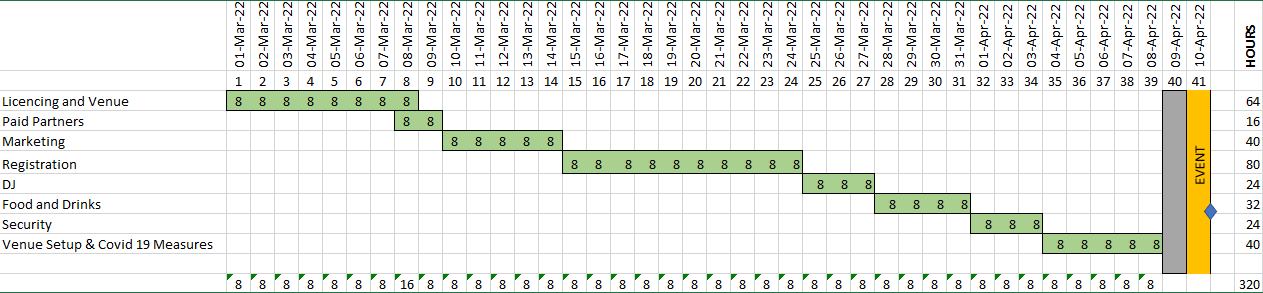 01-Mar-22 02-Mar-22 03-Mar-22 04-Mar-22 05-Mar-22 06-Mar-22 07-Mar-22 08-Mar-22 09-Mar-22 10-Mar-22 11-Mar-22 12-Mar-22 13-Mar-22 14-Mar-22 15-Mar-22 16-Mar-22 17-Mar-22 18-Mar-22 19-Mar-22 20-Mar-22 21-Mar-22 22-Mar-22 23-Mar-22 24-Mar-22 25-Mar-22 26-Mar-22 27-Mar-22 28-Mar-22 29-Mar-22 30-Mar-22 31-Mar-22 01-Apr-22 02-Apr-22 03-Apr-22 04-Apr-22 05-Apr-22 06-Apr-22 07-Apr-22 08-Apr-22 09-Apr-22 10-Apr-22 HOURS
1 2 3 4 5 6 7 8 9 10 11 12 13 14 15 16 17 18 19 20 21 22 23 24 25 26 27 28 29 30 31 32 33 34 35 36 37 38 39 40 41
Licencing and Venue 8 8 8 8 8 8 8 8 64
Paid Partners 8 8 16
Marketing 8 8 8 8 8 40
Registration 8 8 8 8 8 8 8 8 8 8 80
DJ 8 8 8 24
Food and Drinks 8 8 8 8 32
Security 8 8 8 24
Venue Setup & Covid 19 Measures 8 8 8 8 8 40
EVENT
8 8 8 8 8 8 8 16 8 8 8 8 8 8 8 8 8 8 8 8 8 8 8 8 8 8 8 8 8 8 8 8 8 8 8 8 8 8 8 320